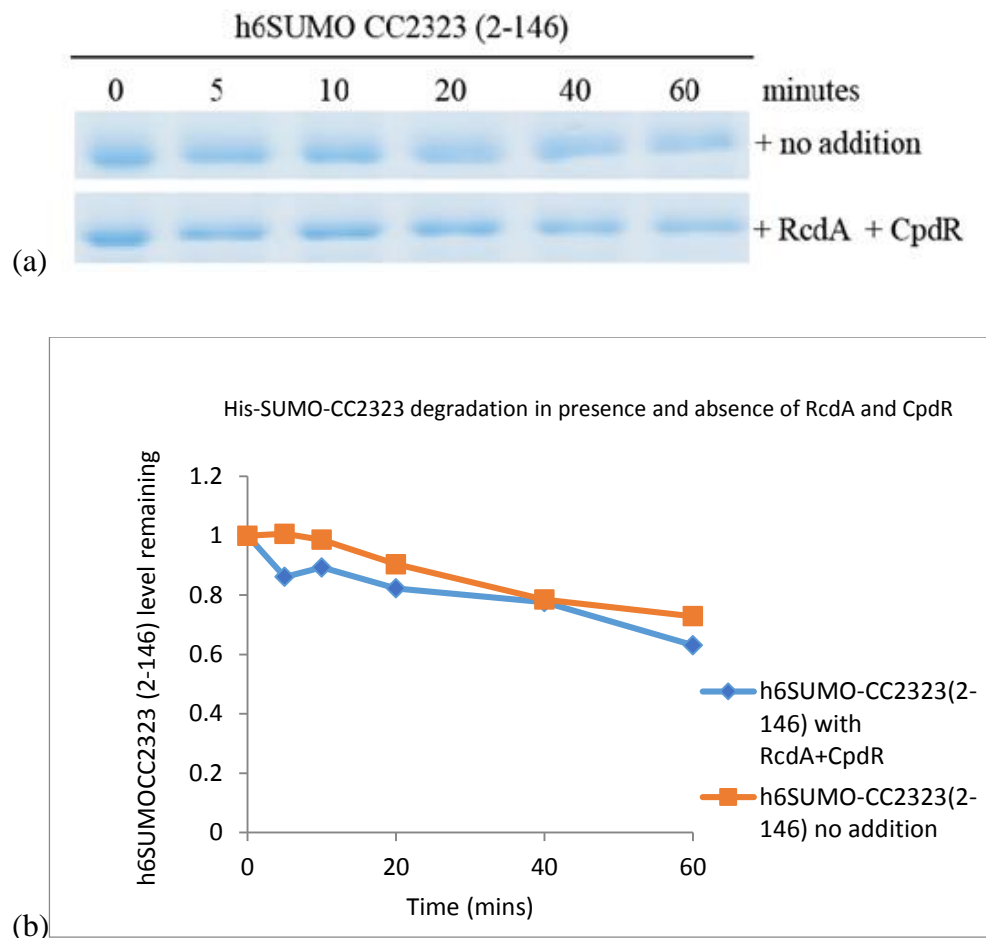 h6SUMO CC2323 (2-146)
0 5 10 20 40 60 minutes
+ no addition
+ RcdA + CpdR
(a)
His-SUMO-CC2323 degradation in presence and absence of RcdA and CpdR
h6SUMOCC2323 (2-146) level remaining
1.2
1
0.8
0.6
0.4
0.2
0
0 20 40 60
Time (mins)
h6SUMO-CC2323(2-
146) with
RcdA+CpdR
h6SUMO-CC2323(2-
146) no addition
(b)